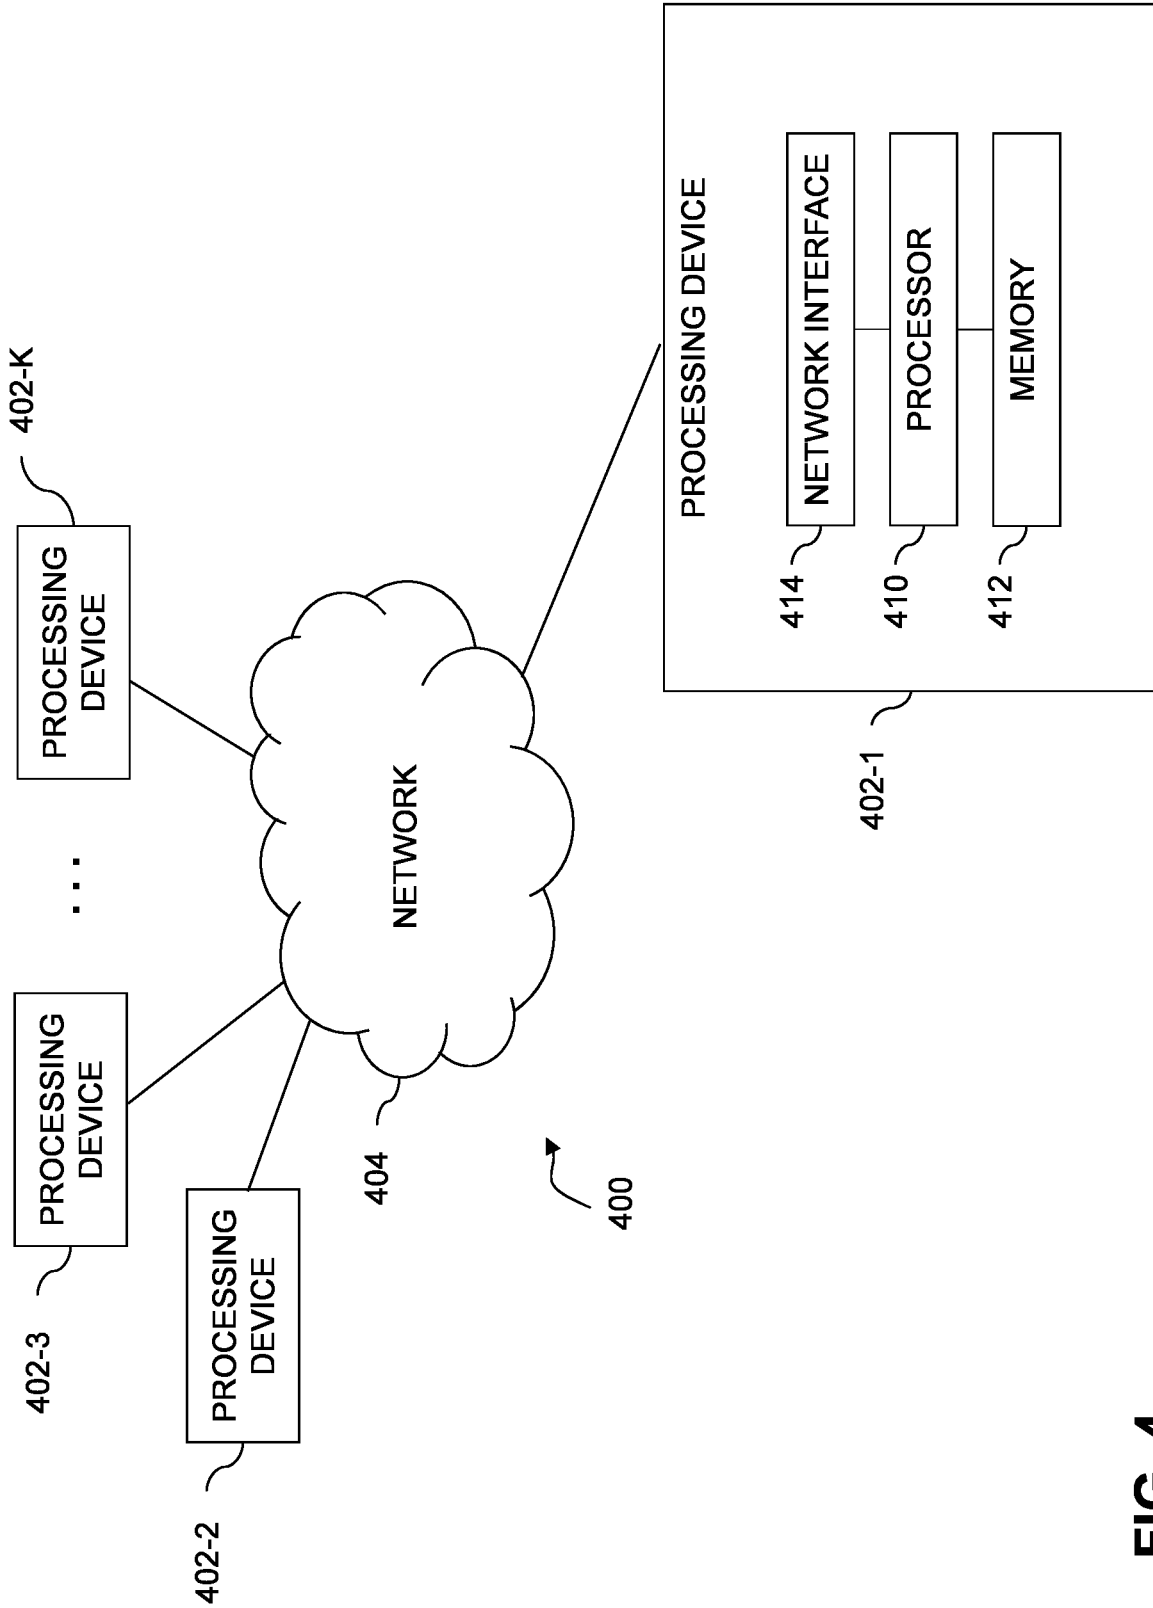 402-2
PROCESSING
DEVICE
402-3
PROCESSING
DEVICE
...
402-K
PROCESSING
DEVICE
404
NETWORK
400
402-1
PROCESSING DEVICE
414
NETWORK INTERFACE
410
PROCESSOR
412
MEMORY
FIG. 4